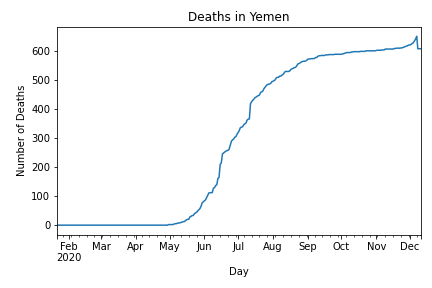 Deaths in Yemen
Number of Deaths
600
500
400
300
200
100
0
Feb Mar Apr May Jun Jul Aug Sep Oct Nov Dec
2020
Day